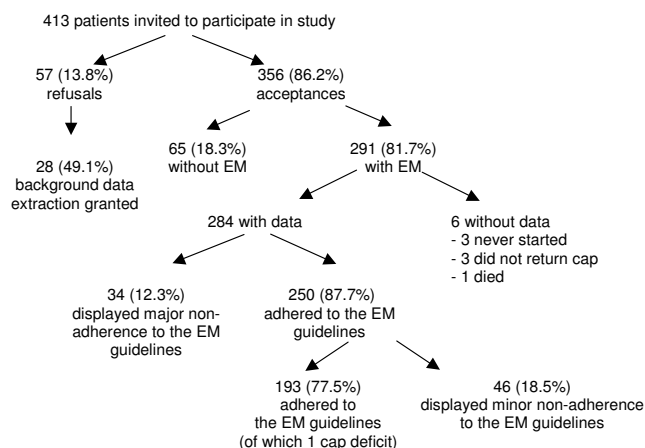 413 patients invited to participate in study
57 (13.8%)
refusals
356 (86.2%)
acceptances
28 (49.1%)
background data
extraction granted
65 (18.3%)
without EM
291 (81.7%)
with EM
284 with data
6 without data
- 3 never started
- 3 did not return cap
- 1 died
34 (12.3%)
displayed major non-
adherence to the EM
guidelines
250 (87.7%)
adhered to the EM
guidelines
193 (77.5%)
adhered to
the EM guidelines
(of which 1 cap deficit)
46 (18.5%)
displayed minor non-adherence
to the EM guidelines